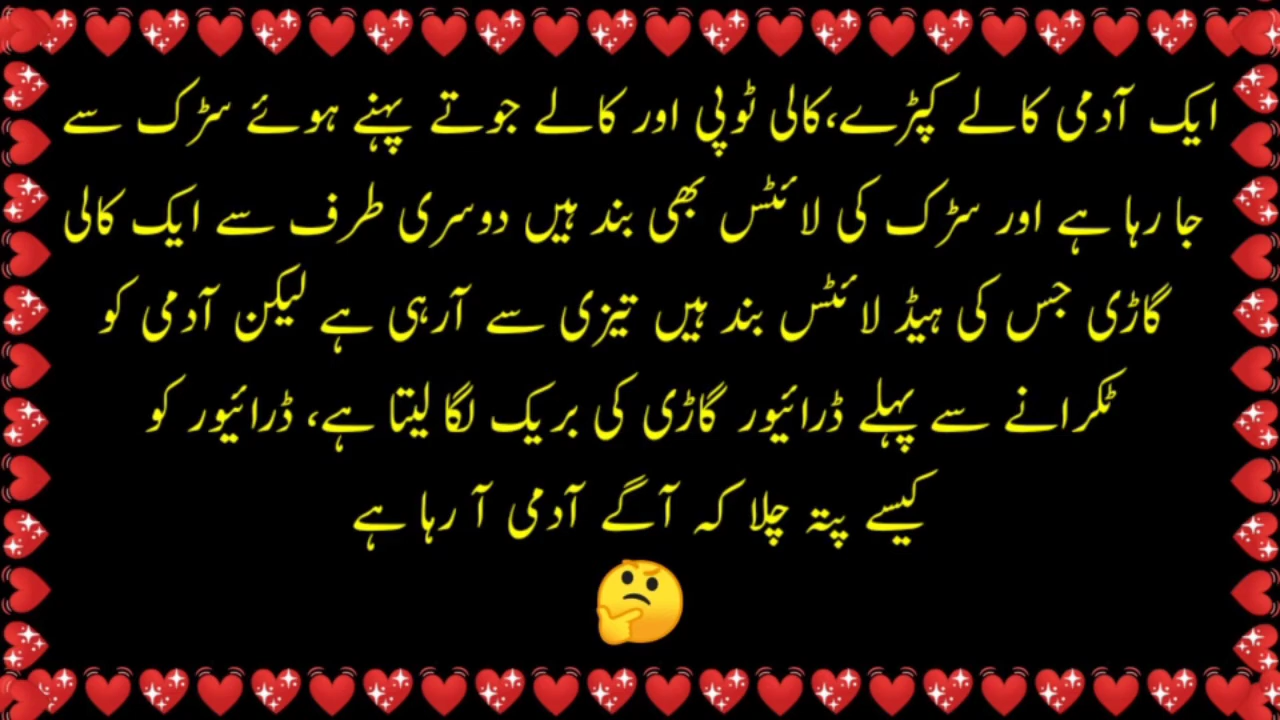 ایک آدمی کالے کپڑے،کالی ٹوپی اور کالے جوتے پہنے ہوئے سڑک سے
جا رہا ہے اور سڑک کی لائٹس بھی بند ہیں دوسری طرف سے ایک کالی
گاڑی جس کی ہیڈ لائٹس بند ہیں تیزی سے آرہی ہے لیکن آدمی کو
ٹکرانے سے پہلے ڈرائیور گاڑی کی بریک لگا لیتا ہے، ڈرائیور کو
کیسے پتہ چلا کہ آگے آدمی آ رہا ہے